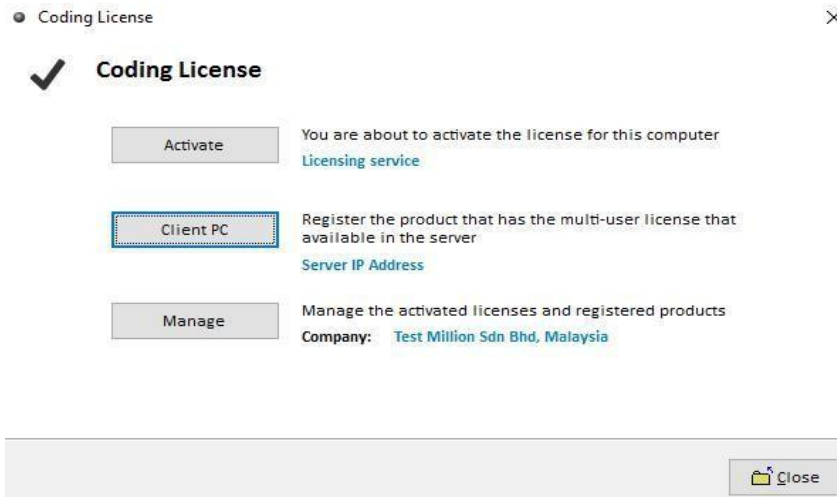 Coding License
Coding License
Activate
You are about to activate the license for this computer
Licensing service
Client PC
Register the product that has the multi-user license that
available in the server
Server IP Address
Manage
Manage the activated licenses and registered products
Company: Test Million Sdn Bhd, Malaysia
Close